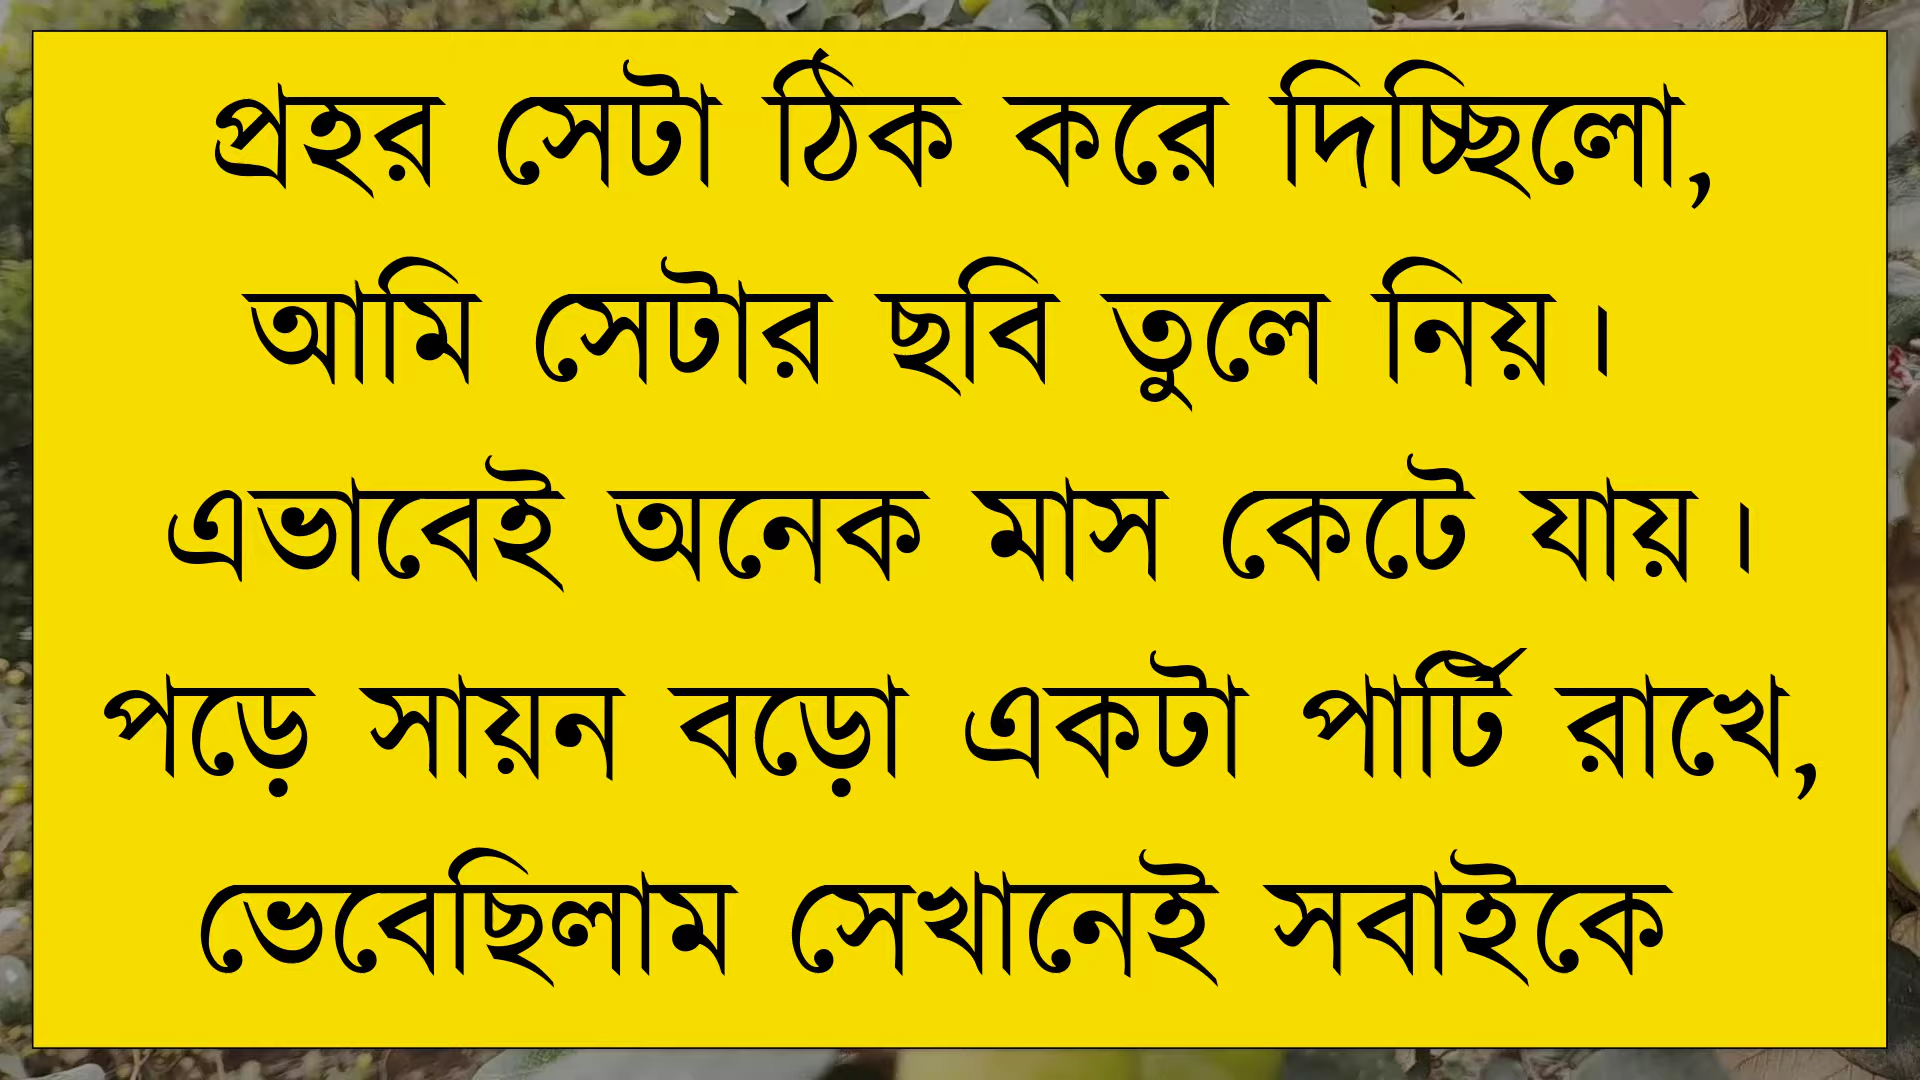 প্রহর সেটা ঠিক করে দিচ্ছিলো,
আমি সেটার ছবি তুলে নিয়।
এভাবেই অনেক মাস কেটে যায়।
পড়ে সায়ন বড়ো একটা পার্টি রাখে,
ভেবেছিলাম সেখানেই সবাইকে